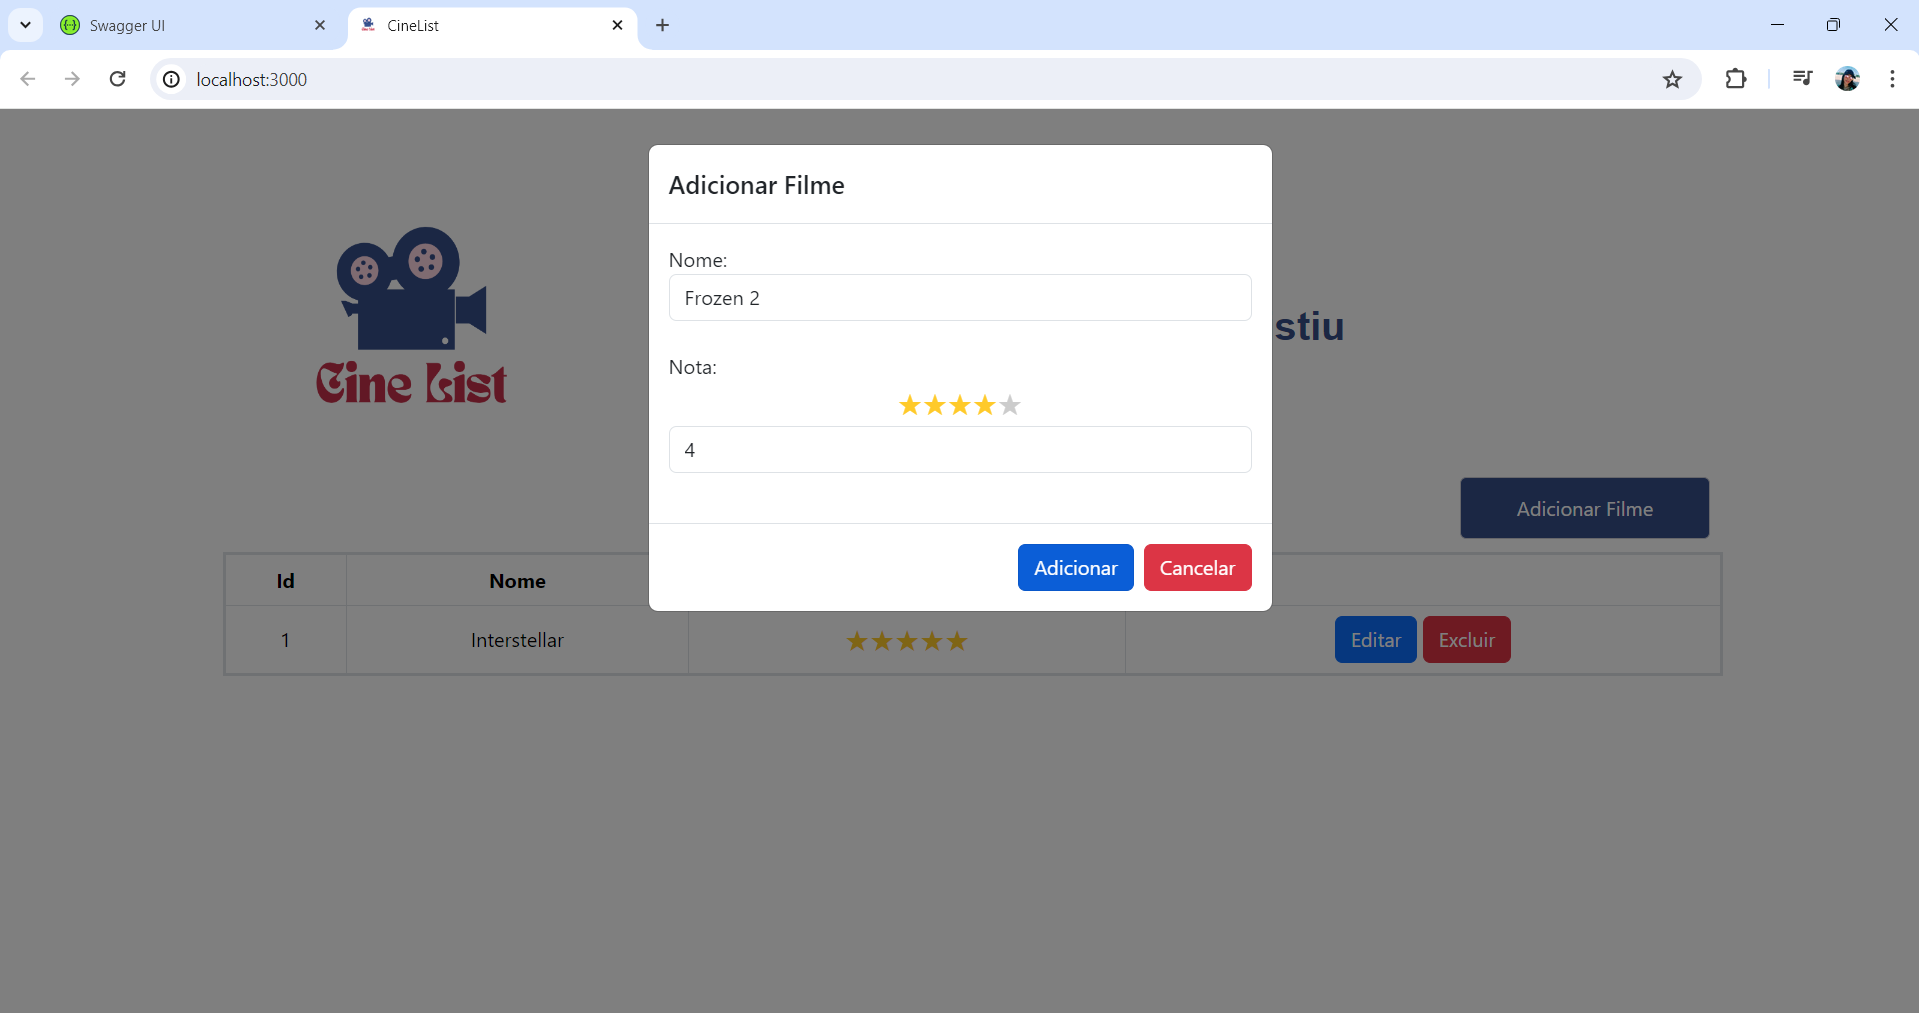 Swagger UI
CineList
localhost:3000
Adicionar Filme
Nome:
Frozen 2
Nota:
4
Adicionar Cancelar
Cine List
stiu
Adicionar Filme
Id Nome
1 Interstellar Editar Excluir